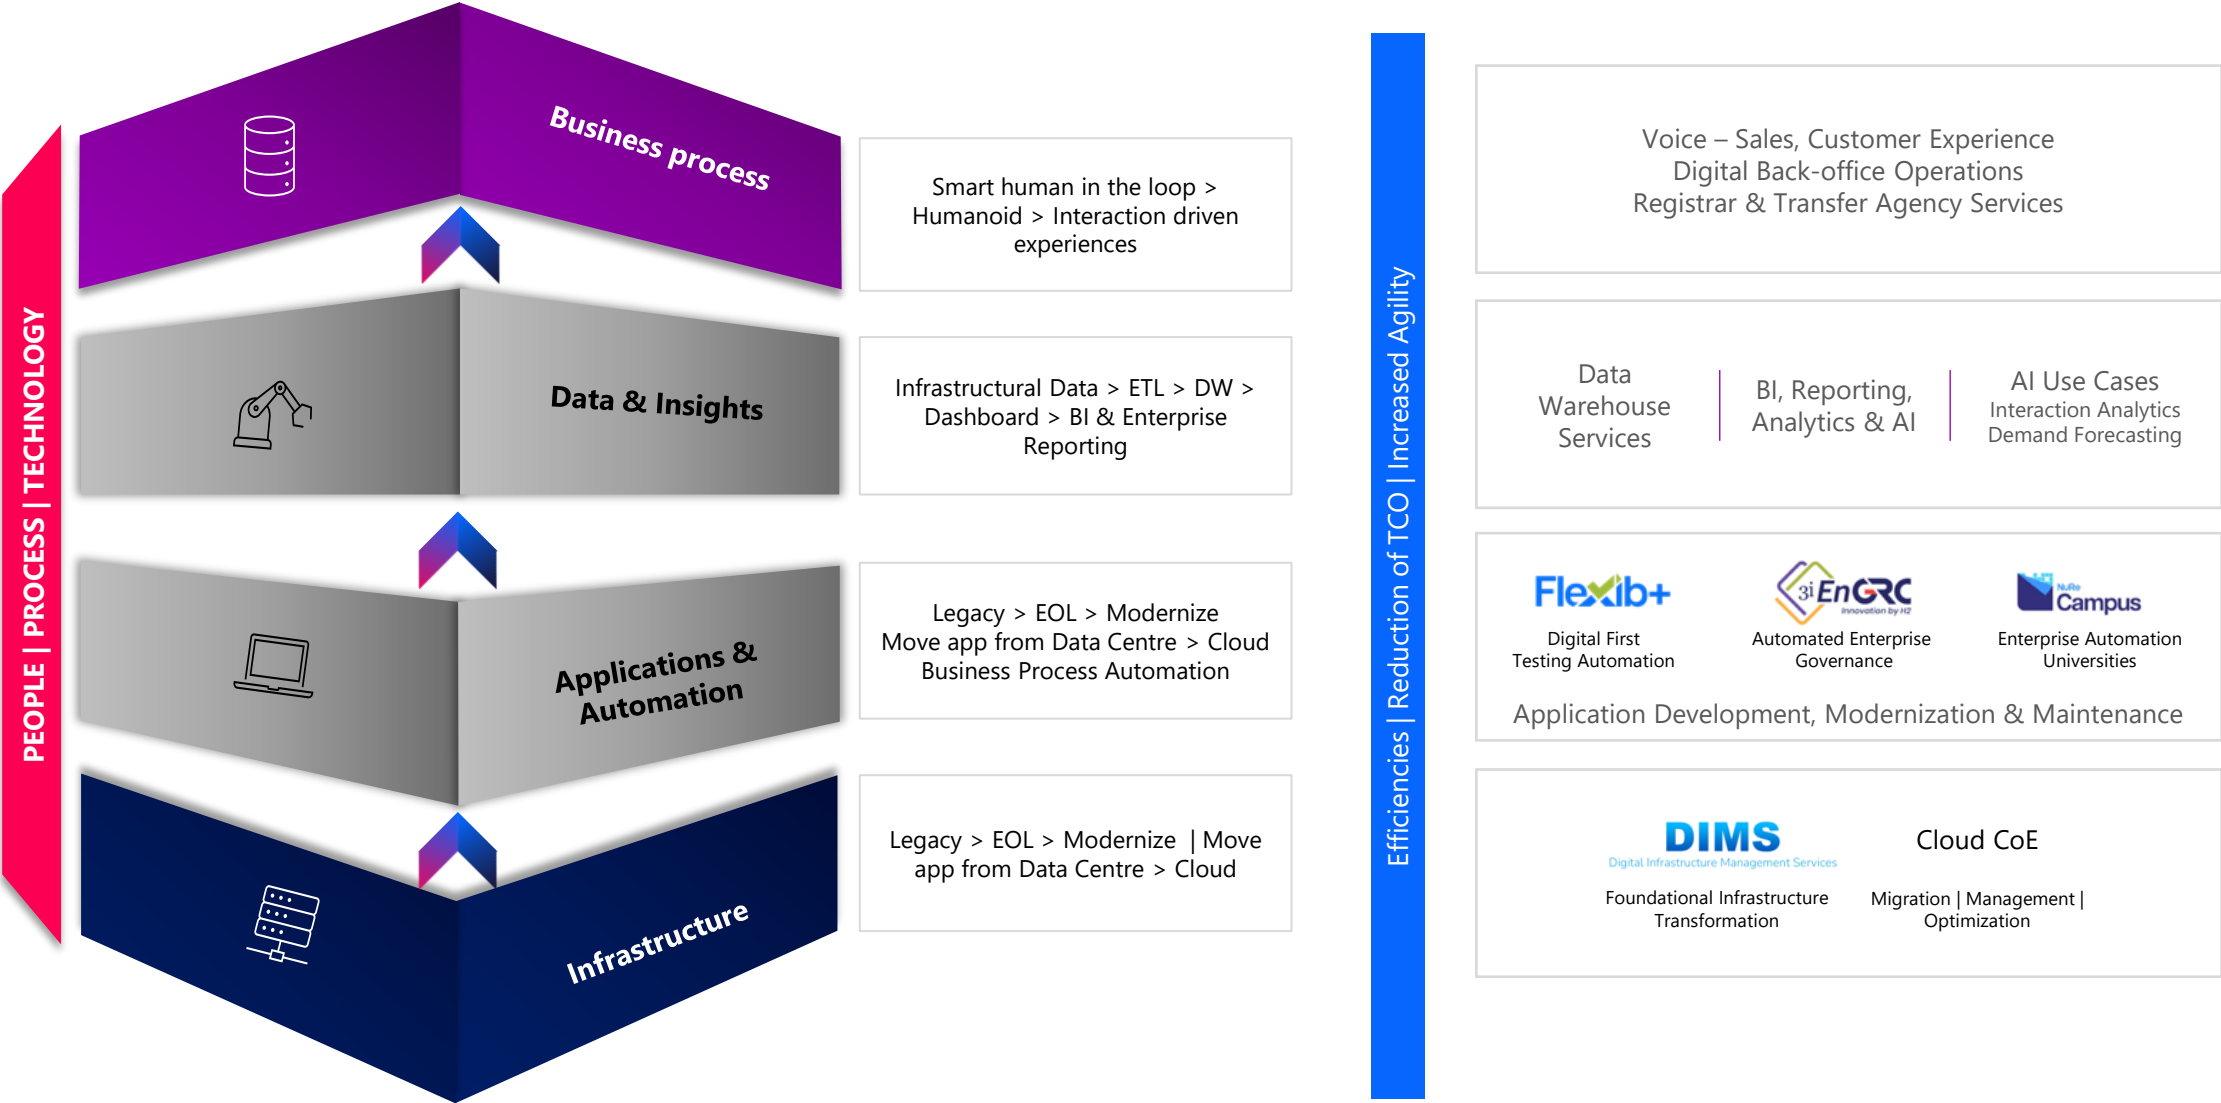 PEOPLE | PROCESS | TECHNOLOGY
Business process
Smart human in the loop >
Humanoid > Interaction driven
experiences
Data & Insights
Infrastructural Data > ETL > DW >
Dashboard > BI & Enterprise
Reporting
Applications &
Automation
Legacy > EOL > Modernize
Move app from Data Centre > Cloud
Business Process Automation
Infrastructure
Legacy > EOL > Modernize | Move
app from Data Centre > Cloud
Efficiencies | Reduction of TCO | Increased Agility
Voice – Sales, Customer Experience
Digital Back-office Operations
Registrar & Transfer Agency Services
Data
Warehouse
Services
BI, Reporting,
Analytics & AI
AI Use Cases
Interaction Analytics
Demand Forecasting
Flexib+
Digital First
Testing Automation
3i EnGRC
Innovation by H2
Automated Enterprise
Governance
NuRe
Campus
Enterprise Automation
Universities
Application Development, Modernization & Maintenance
DIMS
Digital Infrastructure Management Services
Foundational Infrastructure
Transformation
Cloud CoE
Migration | Management |
Optimization